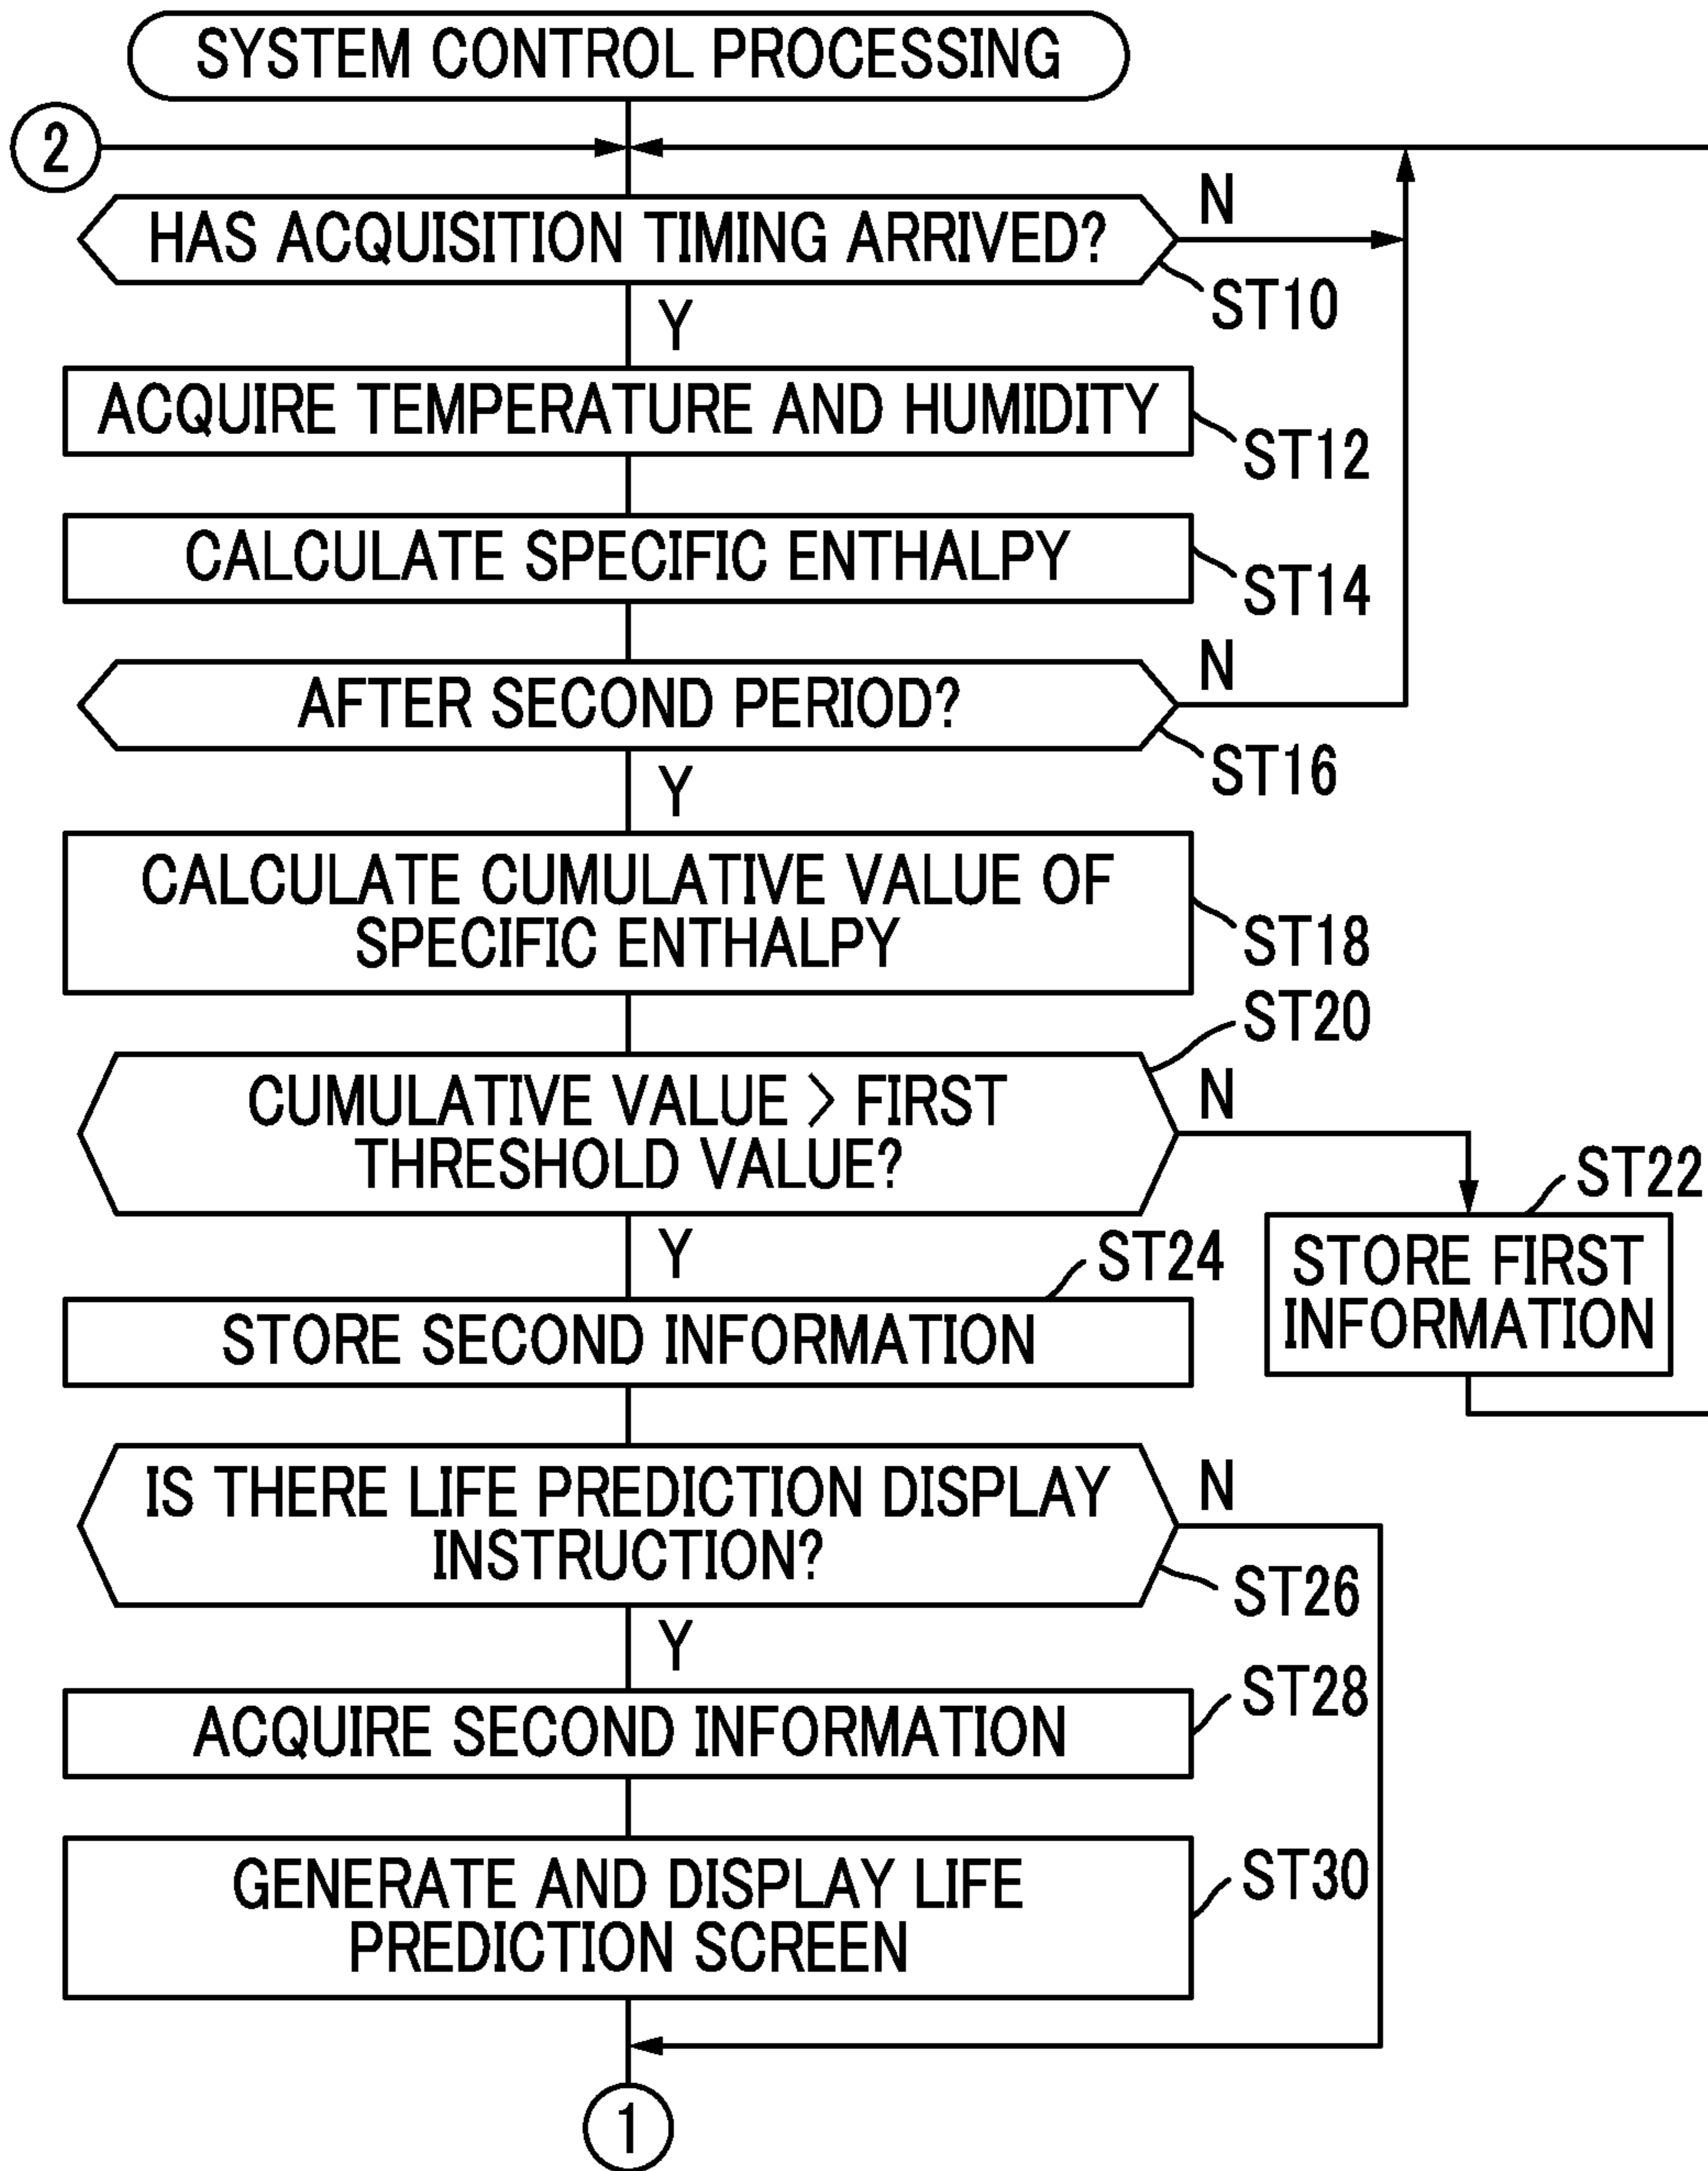 SYSTEM CONTROL PROCESSING
2
HAS ACQUISITION TIMING ARRIVED?
N
ST10
Y
ACQUIRE TEMPERATURE AND HUMIDITY
ST12
CALCULATE SPECIFIC ENTHALPY
ST14
AFTER SECOND PERIOD?
N
ST16
Y
CALCULATE CUMULATIVE VALUE OF
SPECIFIC ENTHALPY
ST18
ST20
CUMULATIVE VALUE > FIRST
THRESHOLD VALUE?
N
ST22
STORE FIRST
INFORMATION
Y
ST24
STORE SECOND INFORMATION
IS THERE LIFE PREDICTION DISPLAY
INSTRUCTION?
N
ST26
Y
ACQUIRE SECOND INFORMATION
ST28
GENERATE AND DISPLAY LIFE
PREDICTION SCREEN
ST30
1